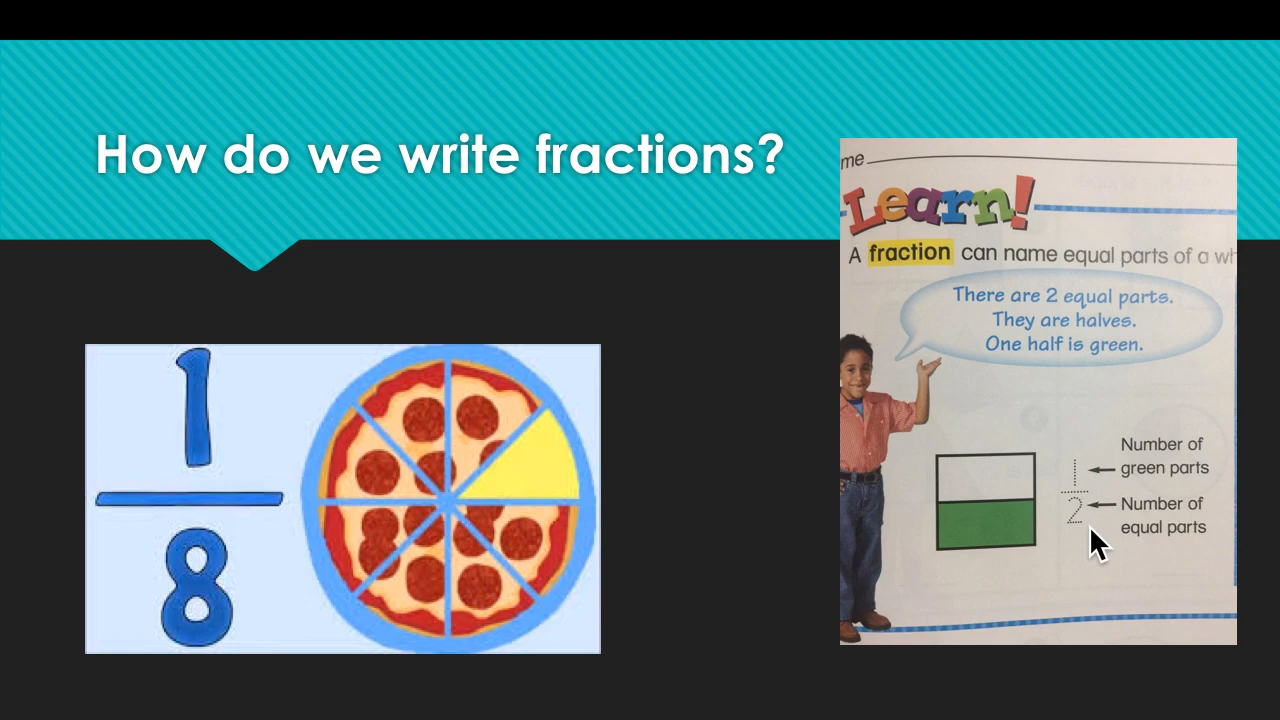 How do we write fractions?
1
8
me
Learn!
A fraction can name equal parts of a wh
There are 2 equal parts.
They are halves.
One half is green.
Number of
1 green parts
2 Number of
equal parts